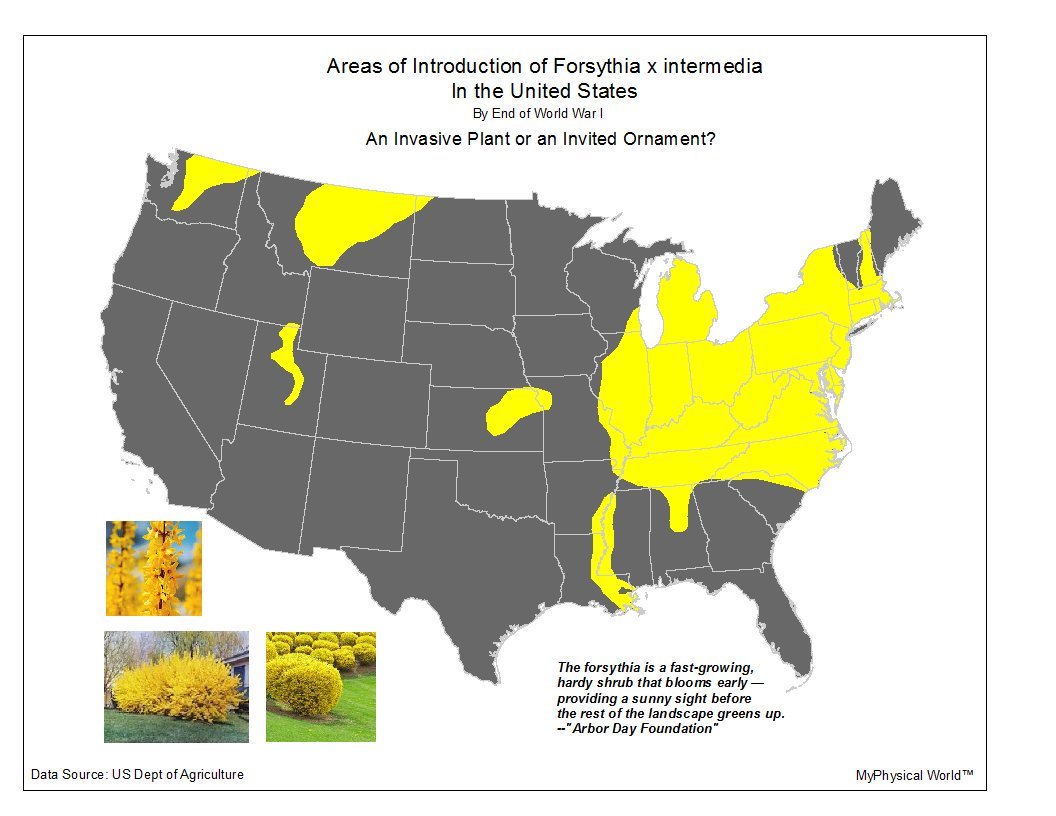 Areas of Introduction of Forsythia x intermedia
In the United States
By End of World War I
An Invasive Plant or an Invited Ornament?
The forsythia is a fast-growing,
hardy shrub that blooms early —
providing a sunny sight before
the rest of the landscape greens up.
--"Arbor Day Foundation"
Data Source: US Dept of Agriculture
MyPhysical World™